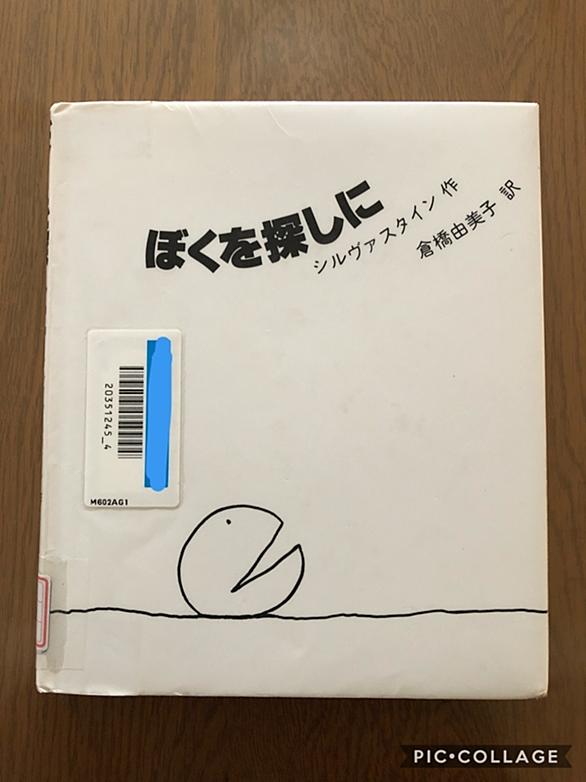 ぼくを探しに
シルヴァスタイン 作
倉橋由美子 訳
20351245_4
M602AG1
PIC•COLLAGE